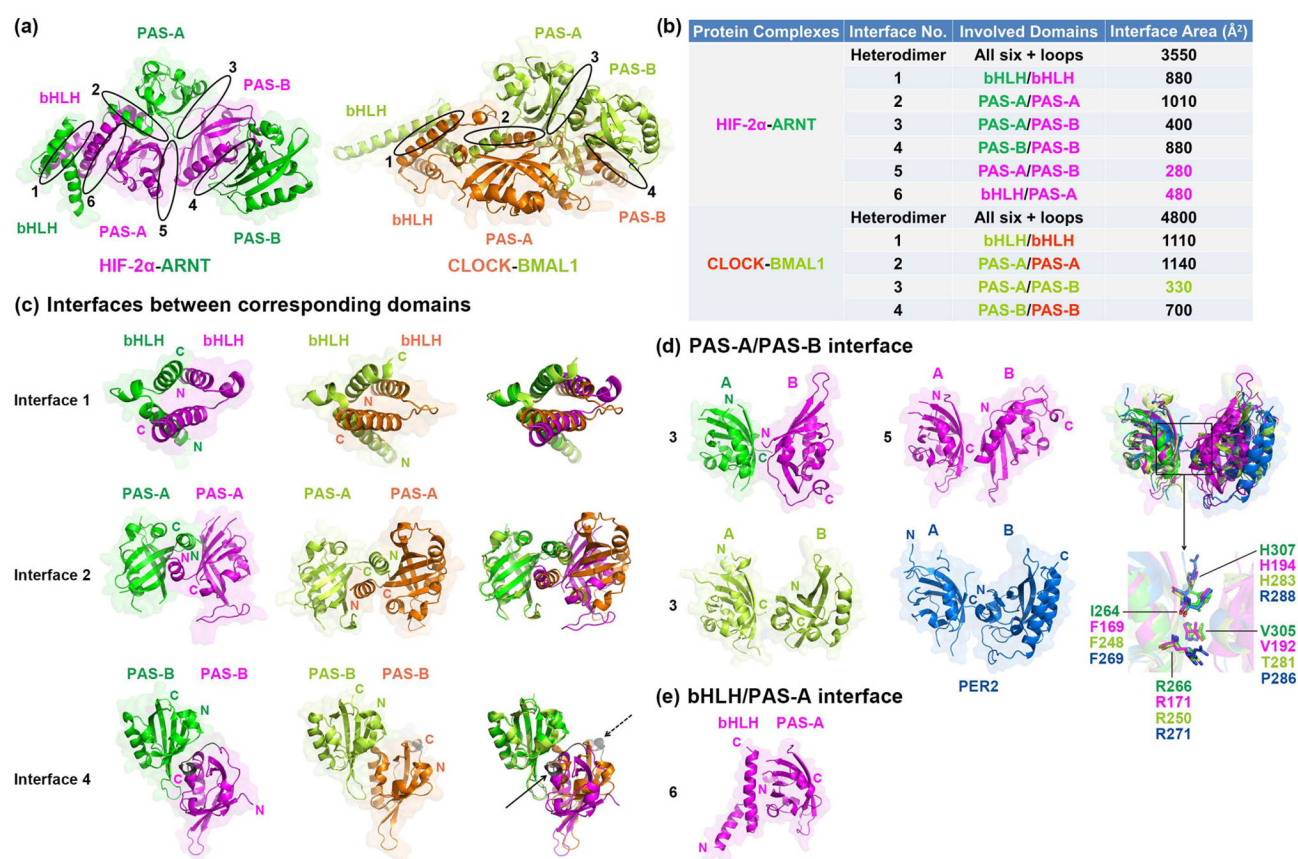 (a)
PAS-A
3
2
PAS-B
bHLH
1
6
4
bHLH
PAS-A
5
PAS-B
HIF-2α-ARNT
3
PAS-B
bHLH
2
1
4
bHLH
PAS-A
PAS-B
CLOCK-BMAL1
(b)
Protein Complexes Interface No. Involved Domains Interface Area (Å²)
HIF-2α-ARNT
Heterodimer All six + loops 3550
1 bHLH/bHLH 880
2 PAS-A/PAS-A 1010
3 PAS-A/PAS-B 400
4 PAS-B/PAS-B 880
5 PAS-A/PAS-B 280
6 bHLH/PAS-A 480
CLOCK-BMAL1
Heterodimer All six + loops 4800
1 bHLH/bHLH 1110
2 PAS-A/PAS-A 1140
3 PAS-A/PAS-B 330
4 PAS-B/PAS-B 700
(c) Interfaces between corresponding domains
bHLH bHLH bHLH bHLH
Interface 1
C
N
C
N
C
N
C
N
PAS-A PAS-A PAS-A PAS-A
Interface 2
C
N
N
C
N
C
N
C
PAS-B PAS-B PAS-B PAS-B
Interface 4
C
N
C
N
C
N
C
N
(d) PAS-A/PAS-B interface
A B
3
N
N
C
C
A B
5
N
N
C
C
A B
3
N
N
C
C
A B
N
C
N
C
PER2
H307
H194
H283
R288
I264
F169
F248
F269
V305
V192
T281
P286
R266
R171
R250
R271
(e) bHLH/PAS-A interface
bHLH PAS-A
6
C
N
C
N